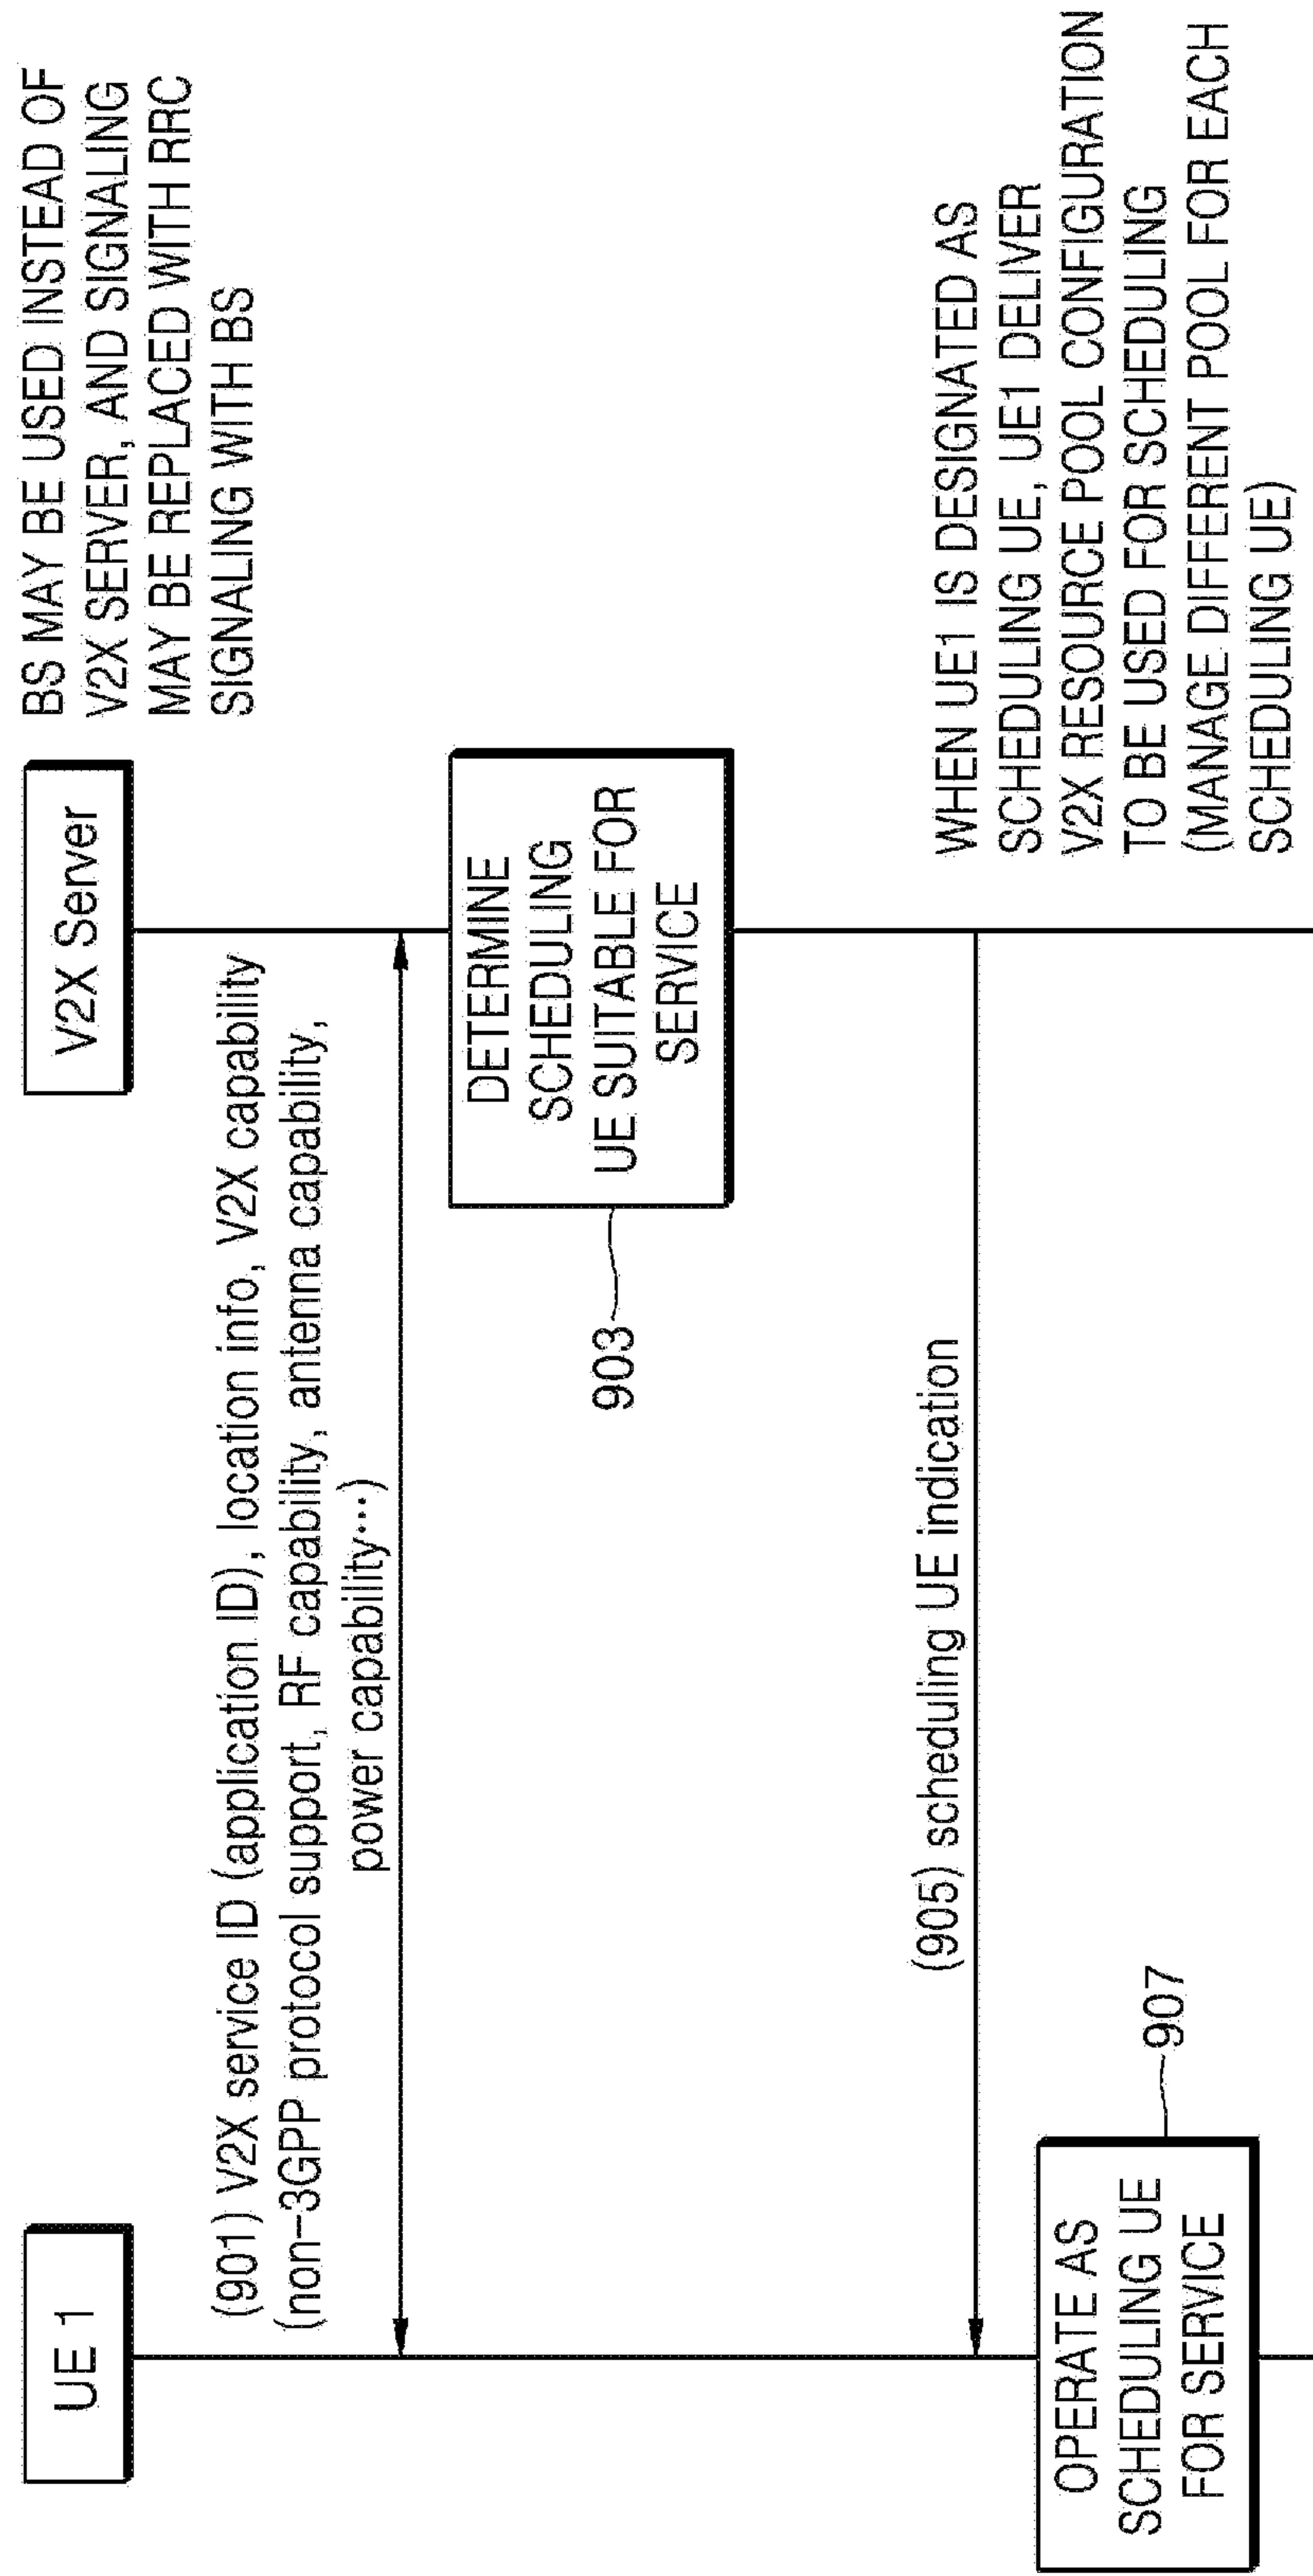 UE 1
V2X Server
BS MAY BE USED INSTEAD OF
V2X SERVER, AND SIGNALING
MAY BE REPLACED WITH RRC
SIGNALING WITH BS
(901) V2X service ID (application ID), location info, V2X capability
(non-3GPP protocol support, RF capability, antenna capability,
power capability···)
DETERMINE
SCHEDULING
UE SUITABLE FOR
SERVICE
903
(905) scheduling UE indication
WHEN UE1 IS DESIGNATED AS
SCHEDULING UE, UE1 DELIVER
V2X RESOURCE POOL CONFIGURATION
TO BE USED FOR SCHEDULING
(MANAGE DIFFERENT POOL FOR EACH
SCHEDULING UE)
OPERATE AS
SCHEDULING UE
FOR SERVICE
907